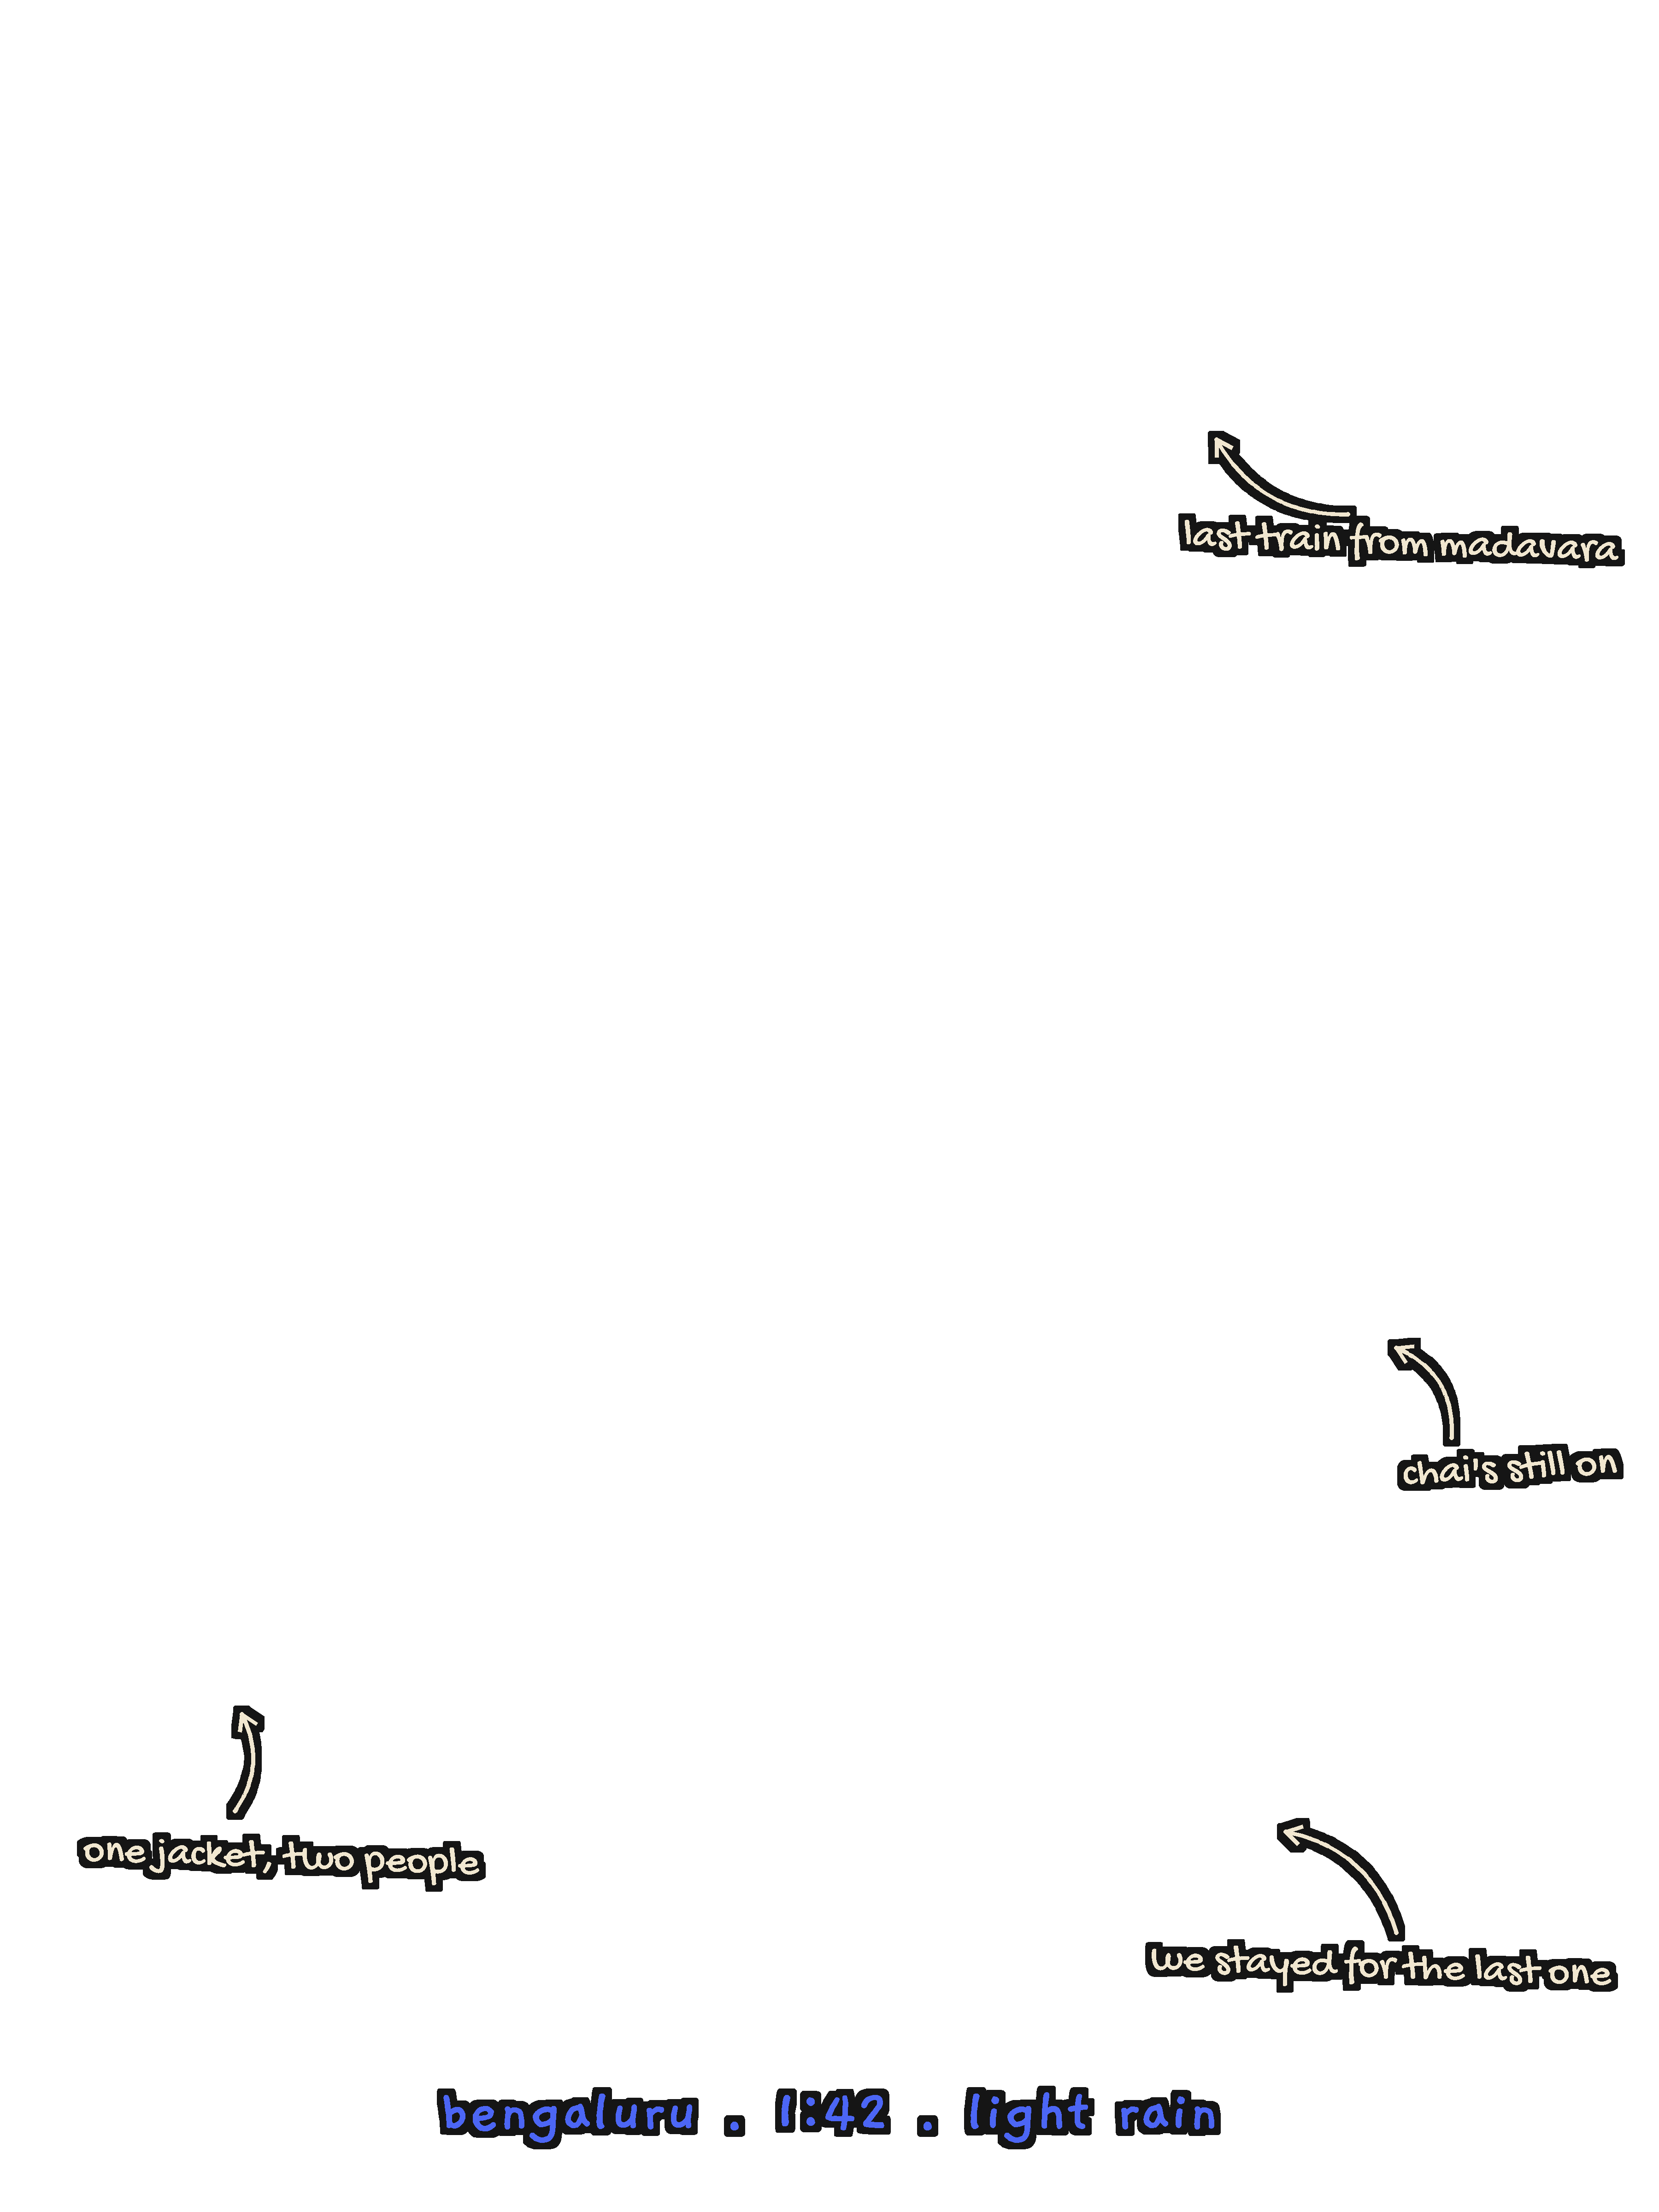 last train from madavara
chai's still on
one jacket, two people
we stayed for the last one
bengaluru . 1:42 . light rain